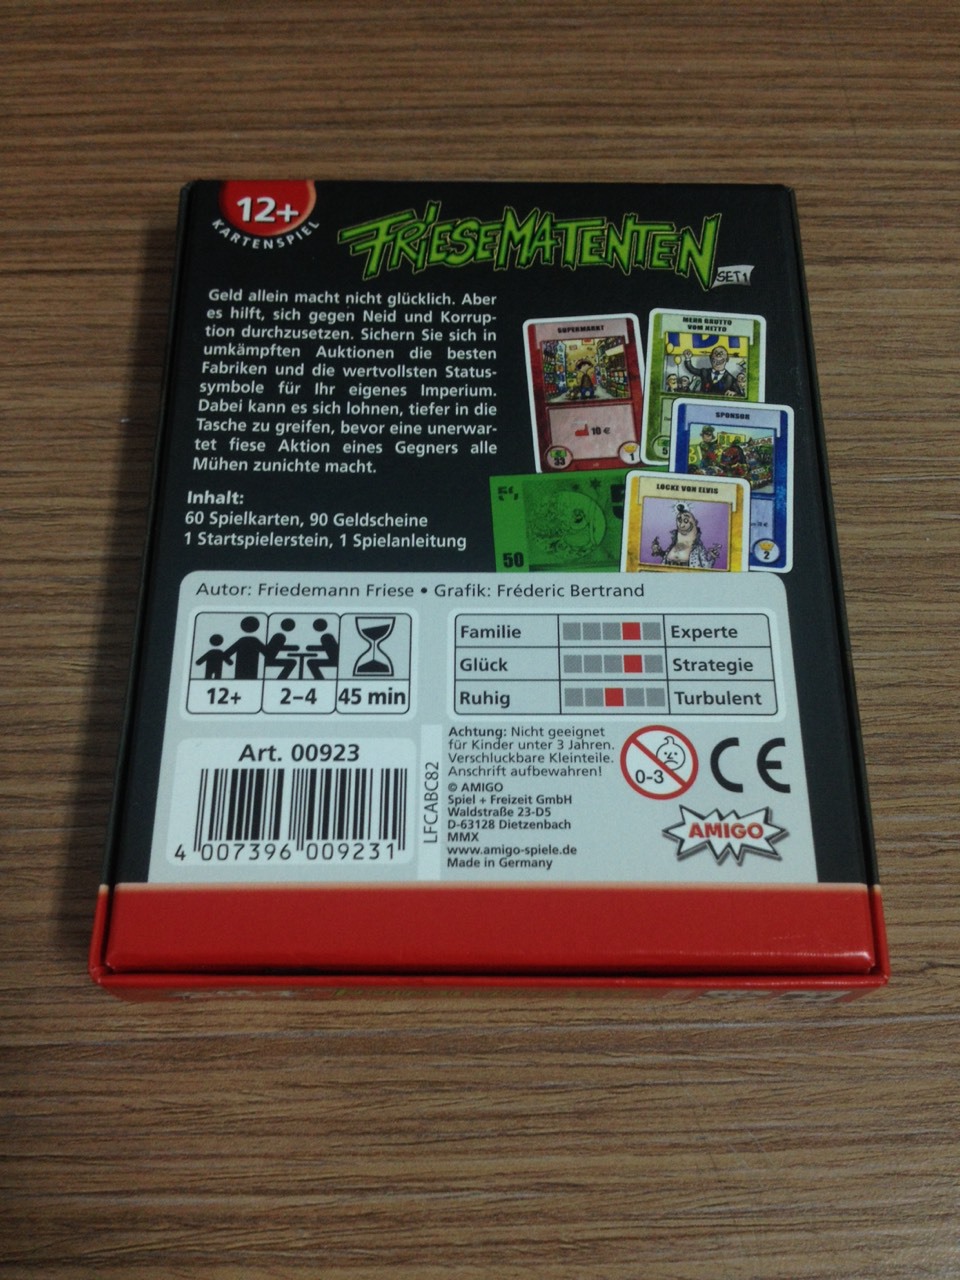 12+
KARTENSPIEL
FRIESEMATENTEN
SET 1
Geld allein macht nicht glücklich. Aber
es hilft, sich gegen Neid und Korrup-
tion durchzusetzen. Sichern Sie sich in
umkämpften Auktionen die besten
Fabriken und die wertvollsten Status-
symbole für Ihr eigenes Imperium.
Dabei kann es sich lohnen, tiefer in die
Tasche zu greifen, bevor eine unerwar-
tet fiese Aktion eines Gegners alle
Mühen zunichte macht.
Inhalt:
60 Spielkarten, 90 Geldscheine
1 Startspielerstein, 1 Spielanleitung
SUPERMARKT
10 €
33
1
MEHR BRUTTO
VOM NETTO
5
SPONSOR
2
LOCKE VON ELVIS
50
Autor: Friedemann Friese • Grafik: Fréderic Bertrand
12+ 2–4 45 min
Familie Experte
Glück Strategie
Ruhig Turbulent
Art. 00923
4 007396 009231
LFCABC82
Achtung: Nicht geeignet
für Kinder unter 3 Jahren.
Verschluckbare Kleinteile.
Anschrift aufbewahren!
© AMIGO
Spiel + Freizeit GmbH
Waldstraße 23-D5
D-63128 Dietzenbach
MMX
www.amigo-spiele.de
Made in Germany
0-3
CE
AMIGO